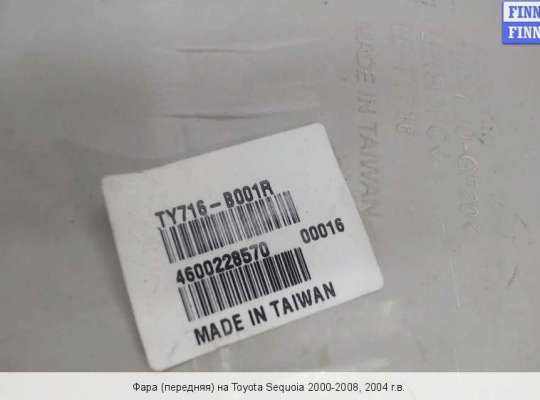 FINN
FINN
MADE IN TAIWAN
TY716-B001R
4600228570
00016
MADE IN TAIWAN
Фара (передняя) на Toyota Sequoia 2000-2008, 2004 г.в.